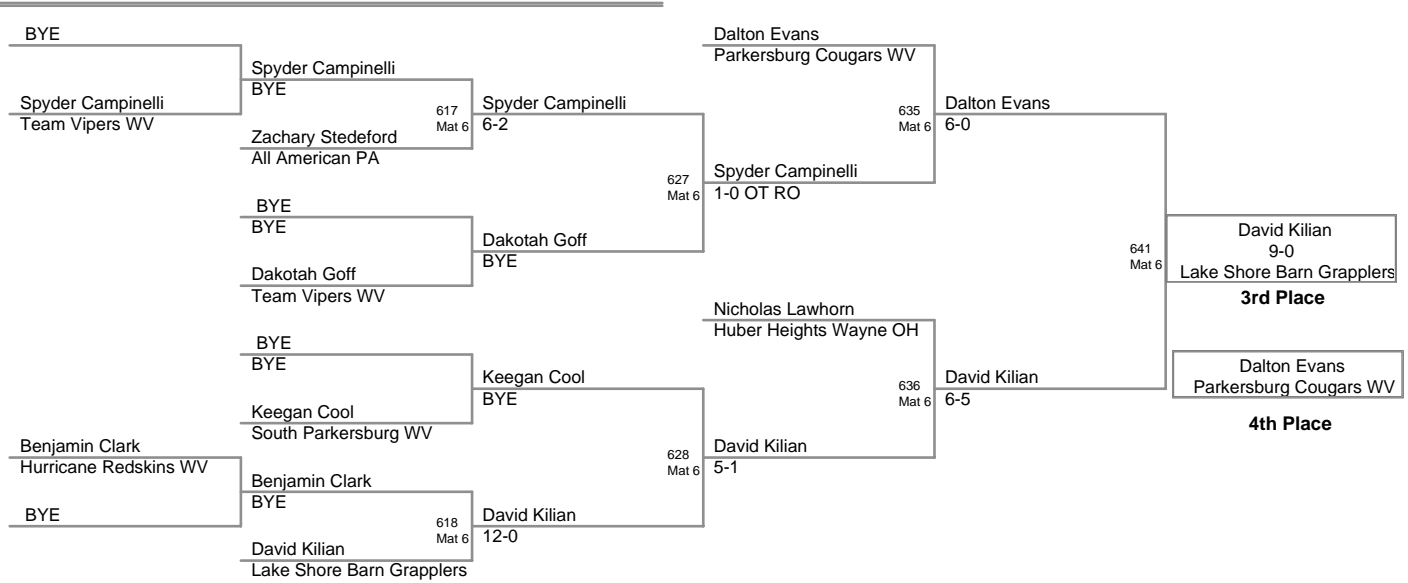 BYE
Spyder Campinelli
Team Vipers WV
Spyder Campinelli
BYE
617
Mat 6
Zachary Stedeford
All American PA
Spyder Campinelli
6-2
BYE
BYE
Dakotah Goff
Team Vipers WV
Dakotah Goff
BYE
627
Mat 6
Dalton Evans
Parkersburg Cougars WV
635
Mat 6
Spyder Campinelli
1-0 OT RO
Dalton Evans
6-0
BYE
BYE
Keegan Cool
South Parkersburg WV
Keegan Cool
BYE
Benjamin Clark
Hurricane Redskins WV
BYE
Benjamin Clark
BYE
618
Mat 6
David Kilian
Lake Shore Barn Grapplers
David Kilian
12-0
628
Mat 6
Nicholas Lawhorn
Huber Heights Wayne OH
636
Mat 6
David Kilian
5-1
David Kilian
6-5
641
Mat 6
David Kilian
9-0
Lake Shore Barn Grapplers
3rd Place
Dalton Evans
Parkersburg Cougars WV
4th Place